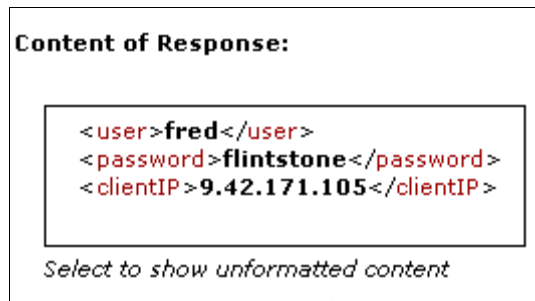 Content of Response:
<user>fred</user>
<password>flintstone</password>
<clientIP>9.42.171.105</clientIP>
Select to show unformatted content